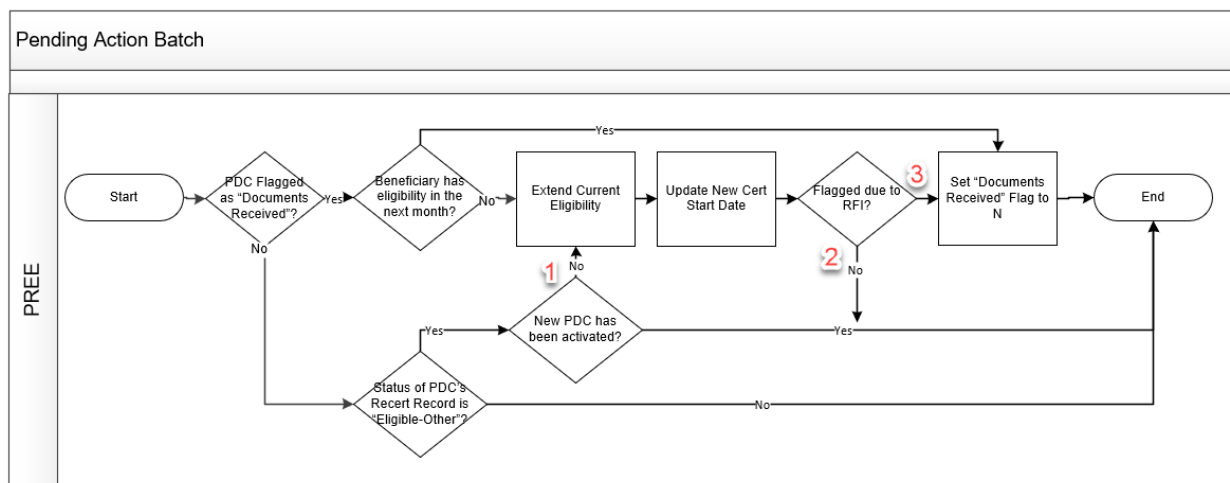 Pending Action Batch
PREE
Start
PDC Flagged
as “Documents
Received”?
Yes
No
Beneficiary has
eligibility in the
next month?
Yes
No
Extend Current
Eligibility
Update New Cert
Start Date
Flagged due to
RFI?
3
2
No
Set “Documents
Received” Flag to
N
End
1
No
New PDC has
been activated?
Yes
Yes
Status of PDC’s
Recert Record is
“Eligible-Other”?
No